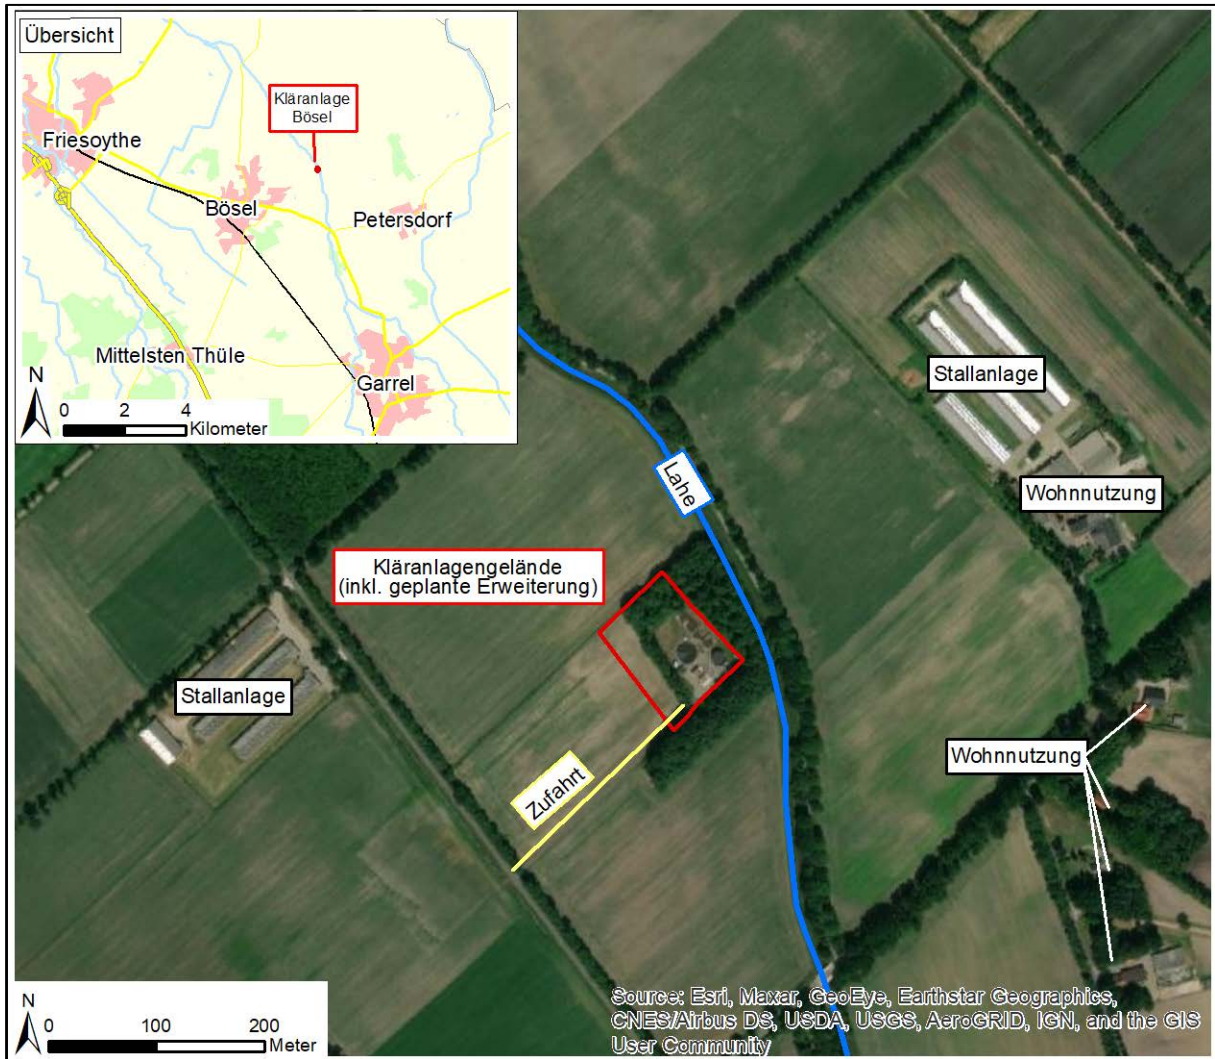 Übersicht
Kläranlage
Bösel
Friesoythe
Bösel
Petersdorf
Mittelsten Thüle
Garrel
N
0 2 4
Kilometer
Stallanlage
Wohnnutzung
Lahe
Kläranlagengelände
(inkl. geplante Erweiterung)
Stallanlage
Wohnnutzung
Zufahrt
N
0 100 200
Meter
Source: Esri, Maxar, GeoEye, Earthstar Geographics,
CNES/Airbus DS, USDA, USGS, AeroGRID, IGN, and the GIS
User Community